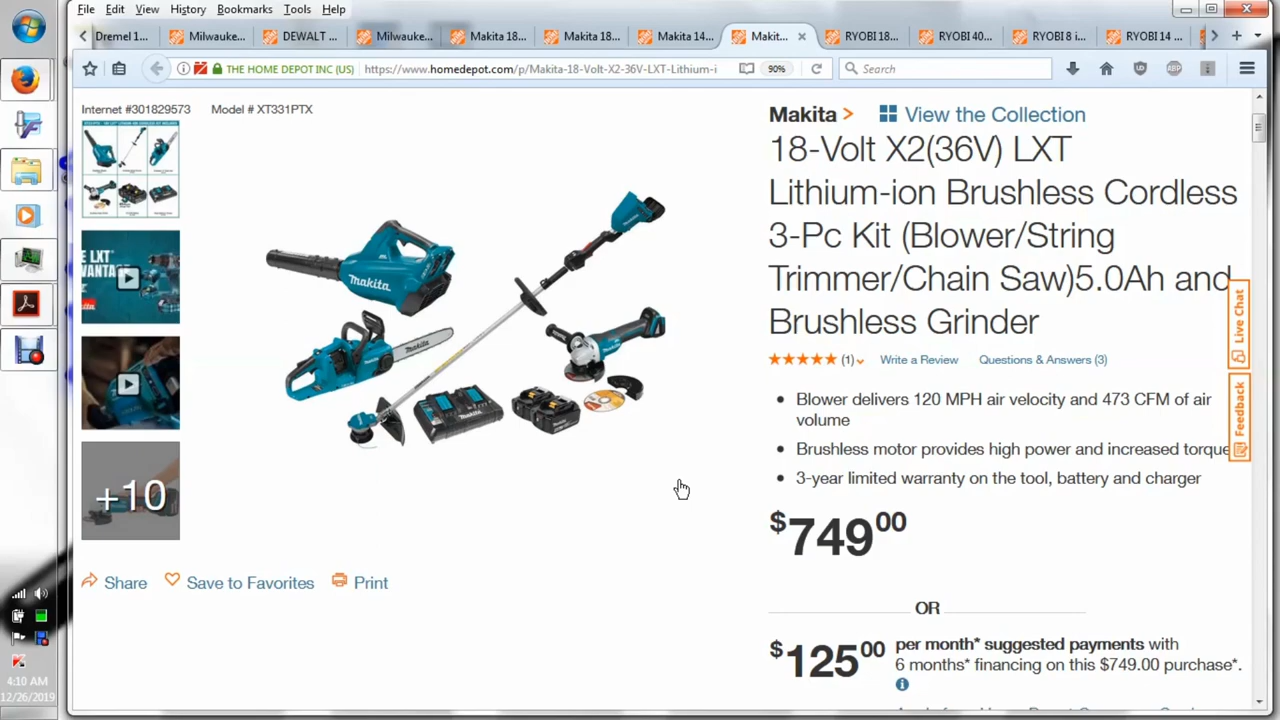 File Edit View History Bookmarks Tools Help
Dremel 1... Milwauke... DEWALT ... Milwauke... Makita 18... Makita 18... Makita 14... Makit... RYOBI 18... RYOBI 40... RYOBI 8 i... RYOBI 14 ...
THE HOME DEPOT INC (US) https://www.homedepot.com/p/Makita-18-Volt-X2-36V-LXT-Lithium-i 90% Search
Internet #301829573 Model # XT331PTX
Makita > View the Collection
18-Volt X2(36V) LXT
Lithium-ion Brushless Cordless
3-Pc Kit (Blower/String
Trimmer/Chain Saw)5.0Ah and
Brushless Grinder
(1) Write a Review Questions & Answers (3)
• Blower delivers 120 MPH air velocity and 473 CFM of air
volume
• Brushless motor provides high power and increased torque
• 3-year limited warranty on the tool, battery and charger
$749.00
OR
$125.00 per month* suggested payments with
6 months* financing on this $749.00 purchase*.
Live Chat
Feedback
E LXT
VANTAGE
+10
makita
makita
Share Save to Favorites Print
4:10 AM
12/26/2019